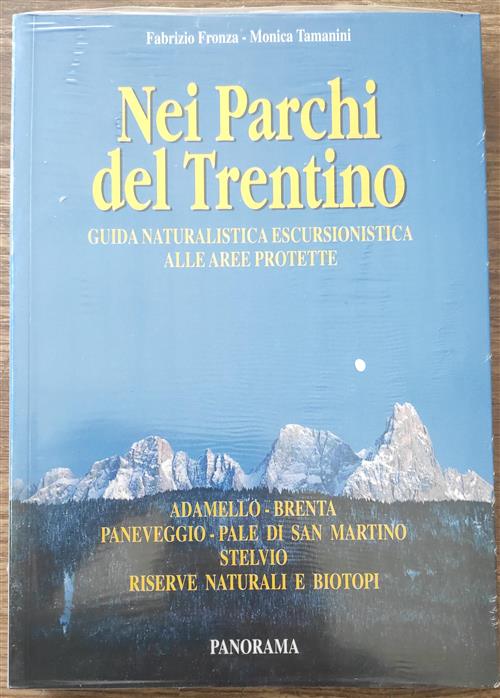 Fabrizio Fronza - Monica Tamanini
Nei Parchi
del Trentino
GUIDA NATURALISTICA ESCURSIONISTICA
ALLE AREE PROTETTE
ADAMELLO - BRENTA
PANEVEGGIO - PALE DI SAN MARTINO
STELVIO
RISERVE NATURALI E BIOTOPI
PANORAMA